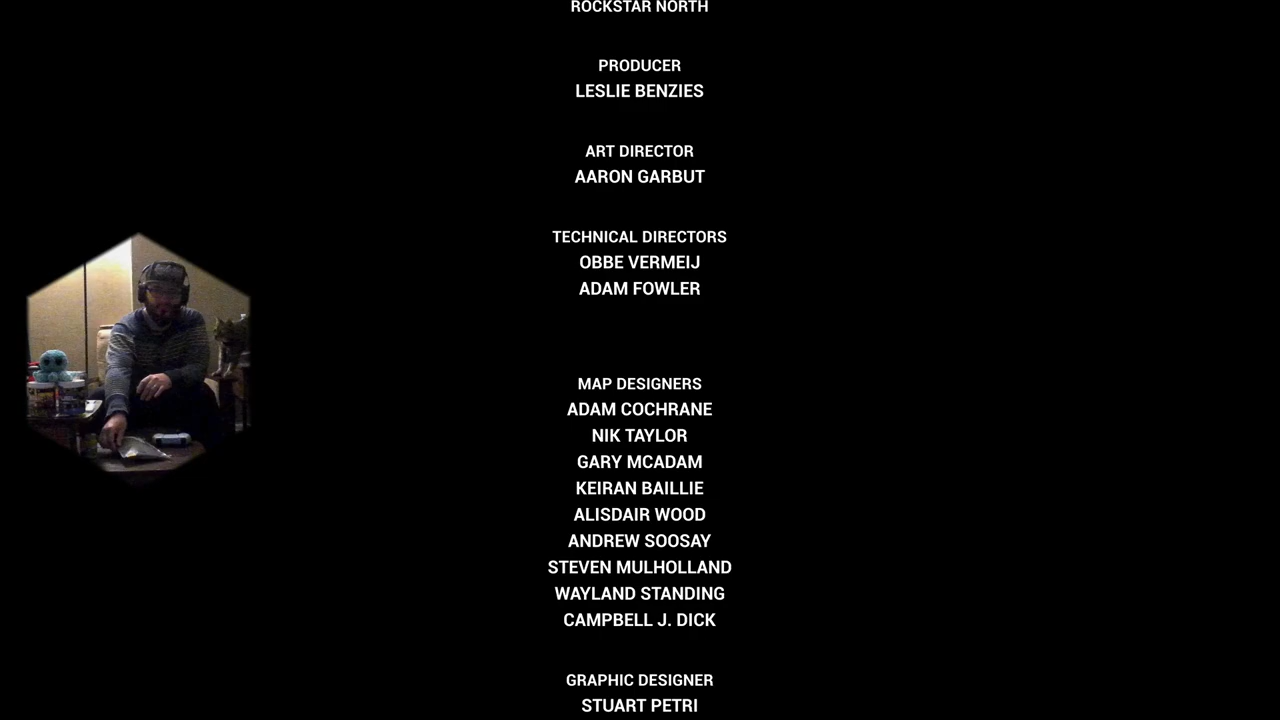 ROCKSTAR NORTH
PRODUCER
LESLIE BENZIES
ART DIRECTOR
AARON GARBUT
TECHNICAL DIRECTORS
OBBE VERMEIJ
ADAM FOWLER
MAP DESIGNERS
ADAM COCHRANE
NIK TAYLOR
GARY MCADAM
KEIRAN BAILLIE
ALISDAIR WOOD
ANDREW SOOSAY
STEVEN MULHOLLAND
WAYLAND STANDING
CAMPBELL J. DICK
GRAPHIC DESIGNER
STUART PETRI